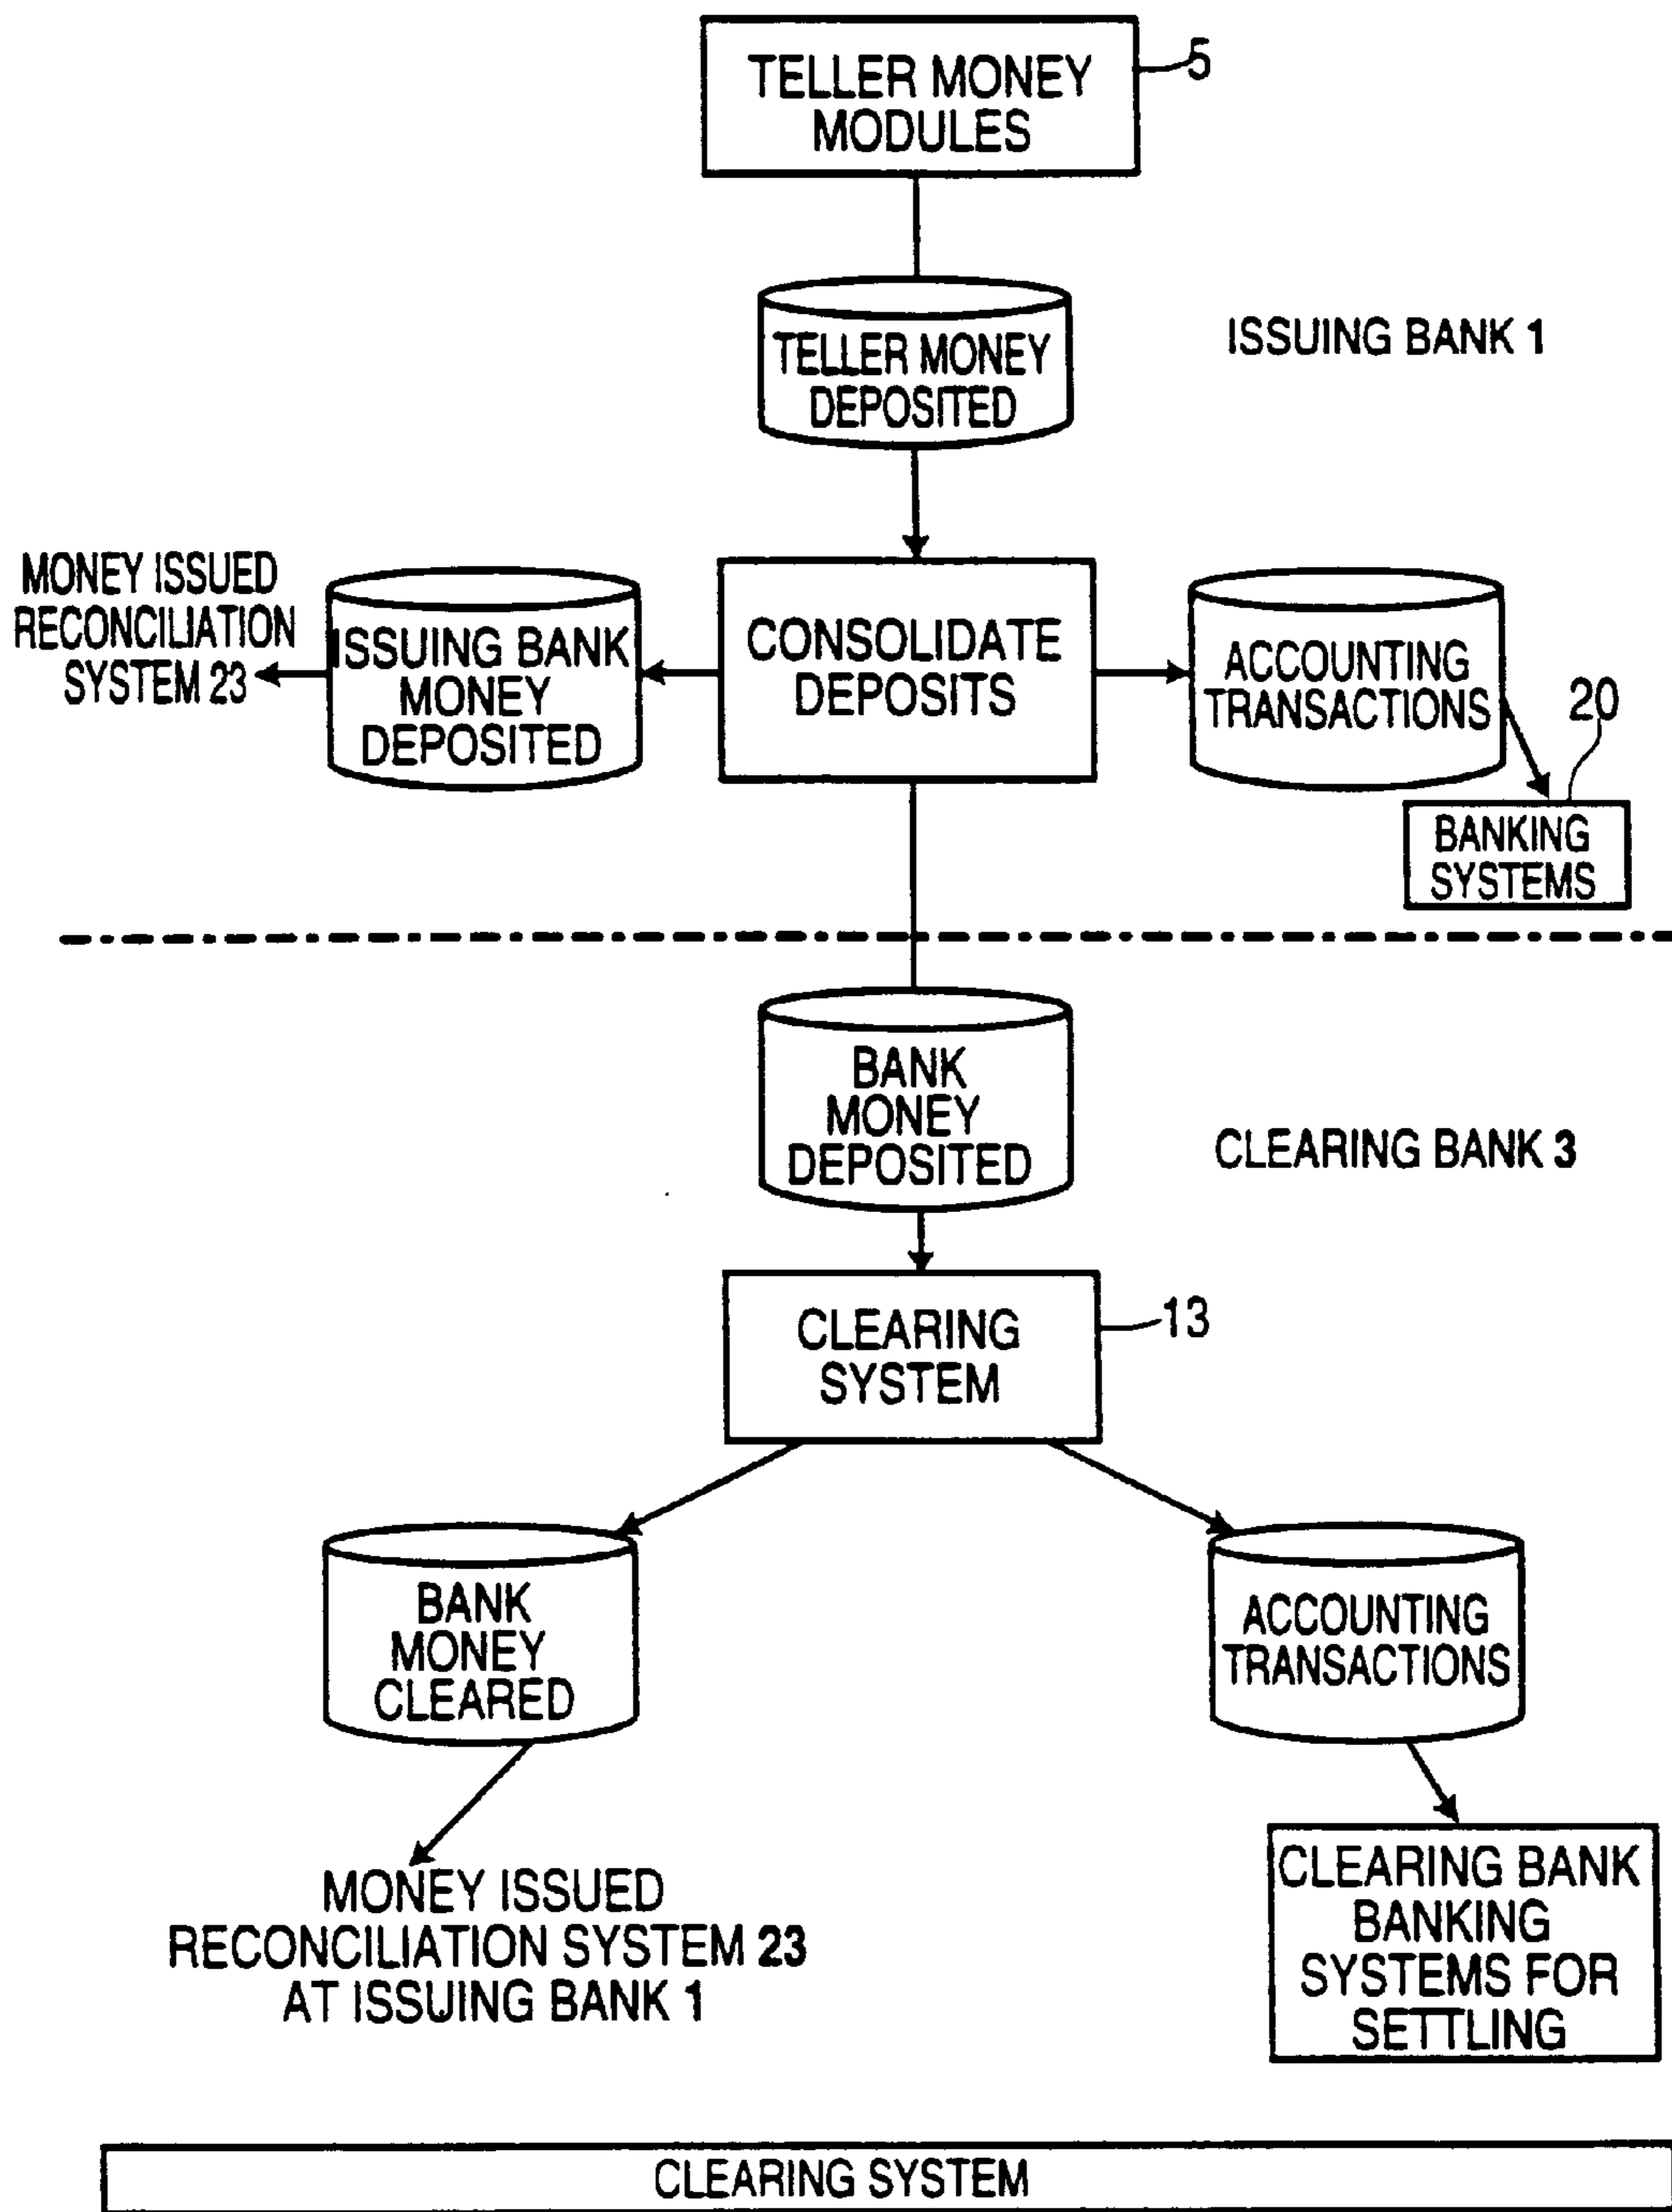 TELLER MONEY
MODULES
5
TELLER MONEY
DEPOSITED
ISSUING BANK 1
MONEY ISSUED
RECONCILIATION
SYSTEM 23
ISSUING BANK
MONEY
DEPOSITED
CONSOLIDATE
DEPOSITS
ACCOUNTING
TRANSACTIONS
20
BANKING
SYSTEMS
BANK
MONEY
DEPOSITED
CLEARING BANK 3
CLEARING
SYSTEM
13
BANK
MONEY
CLEARED
ACCOUNTING
TRANSACTIONS
MONEY ISSUED
RECONCILIATION SYSTEM 23
AT ISSUING BANK 1
CLEARING BANK
BANKING
SYSTEMS FOR
SETTLING
CLEARING SYSTEM